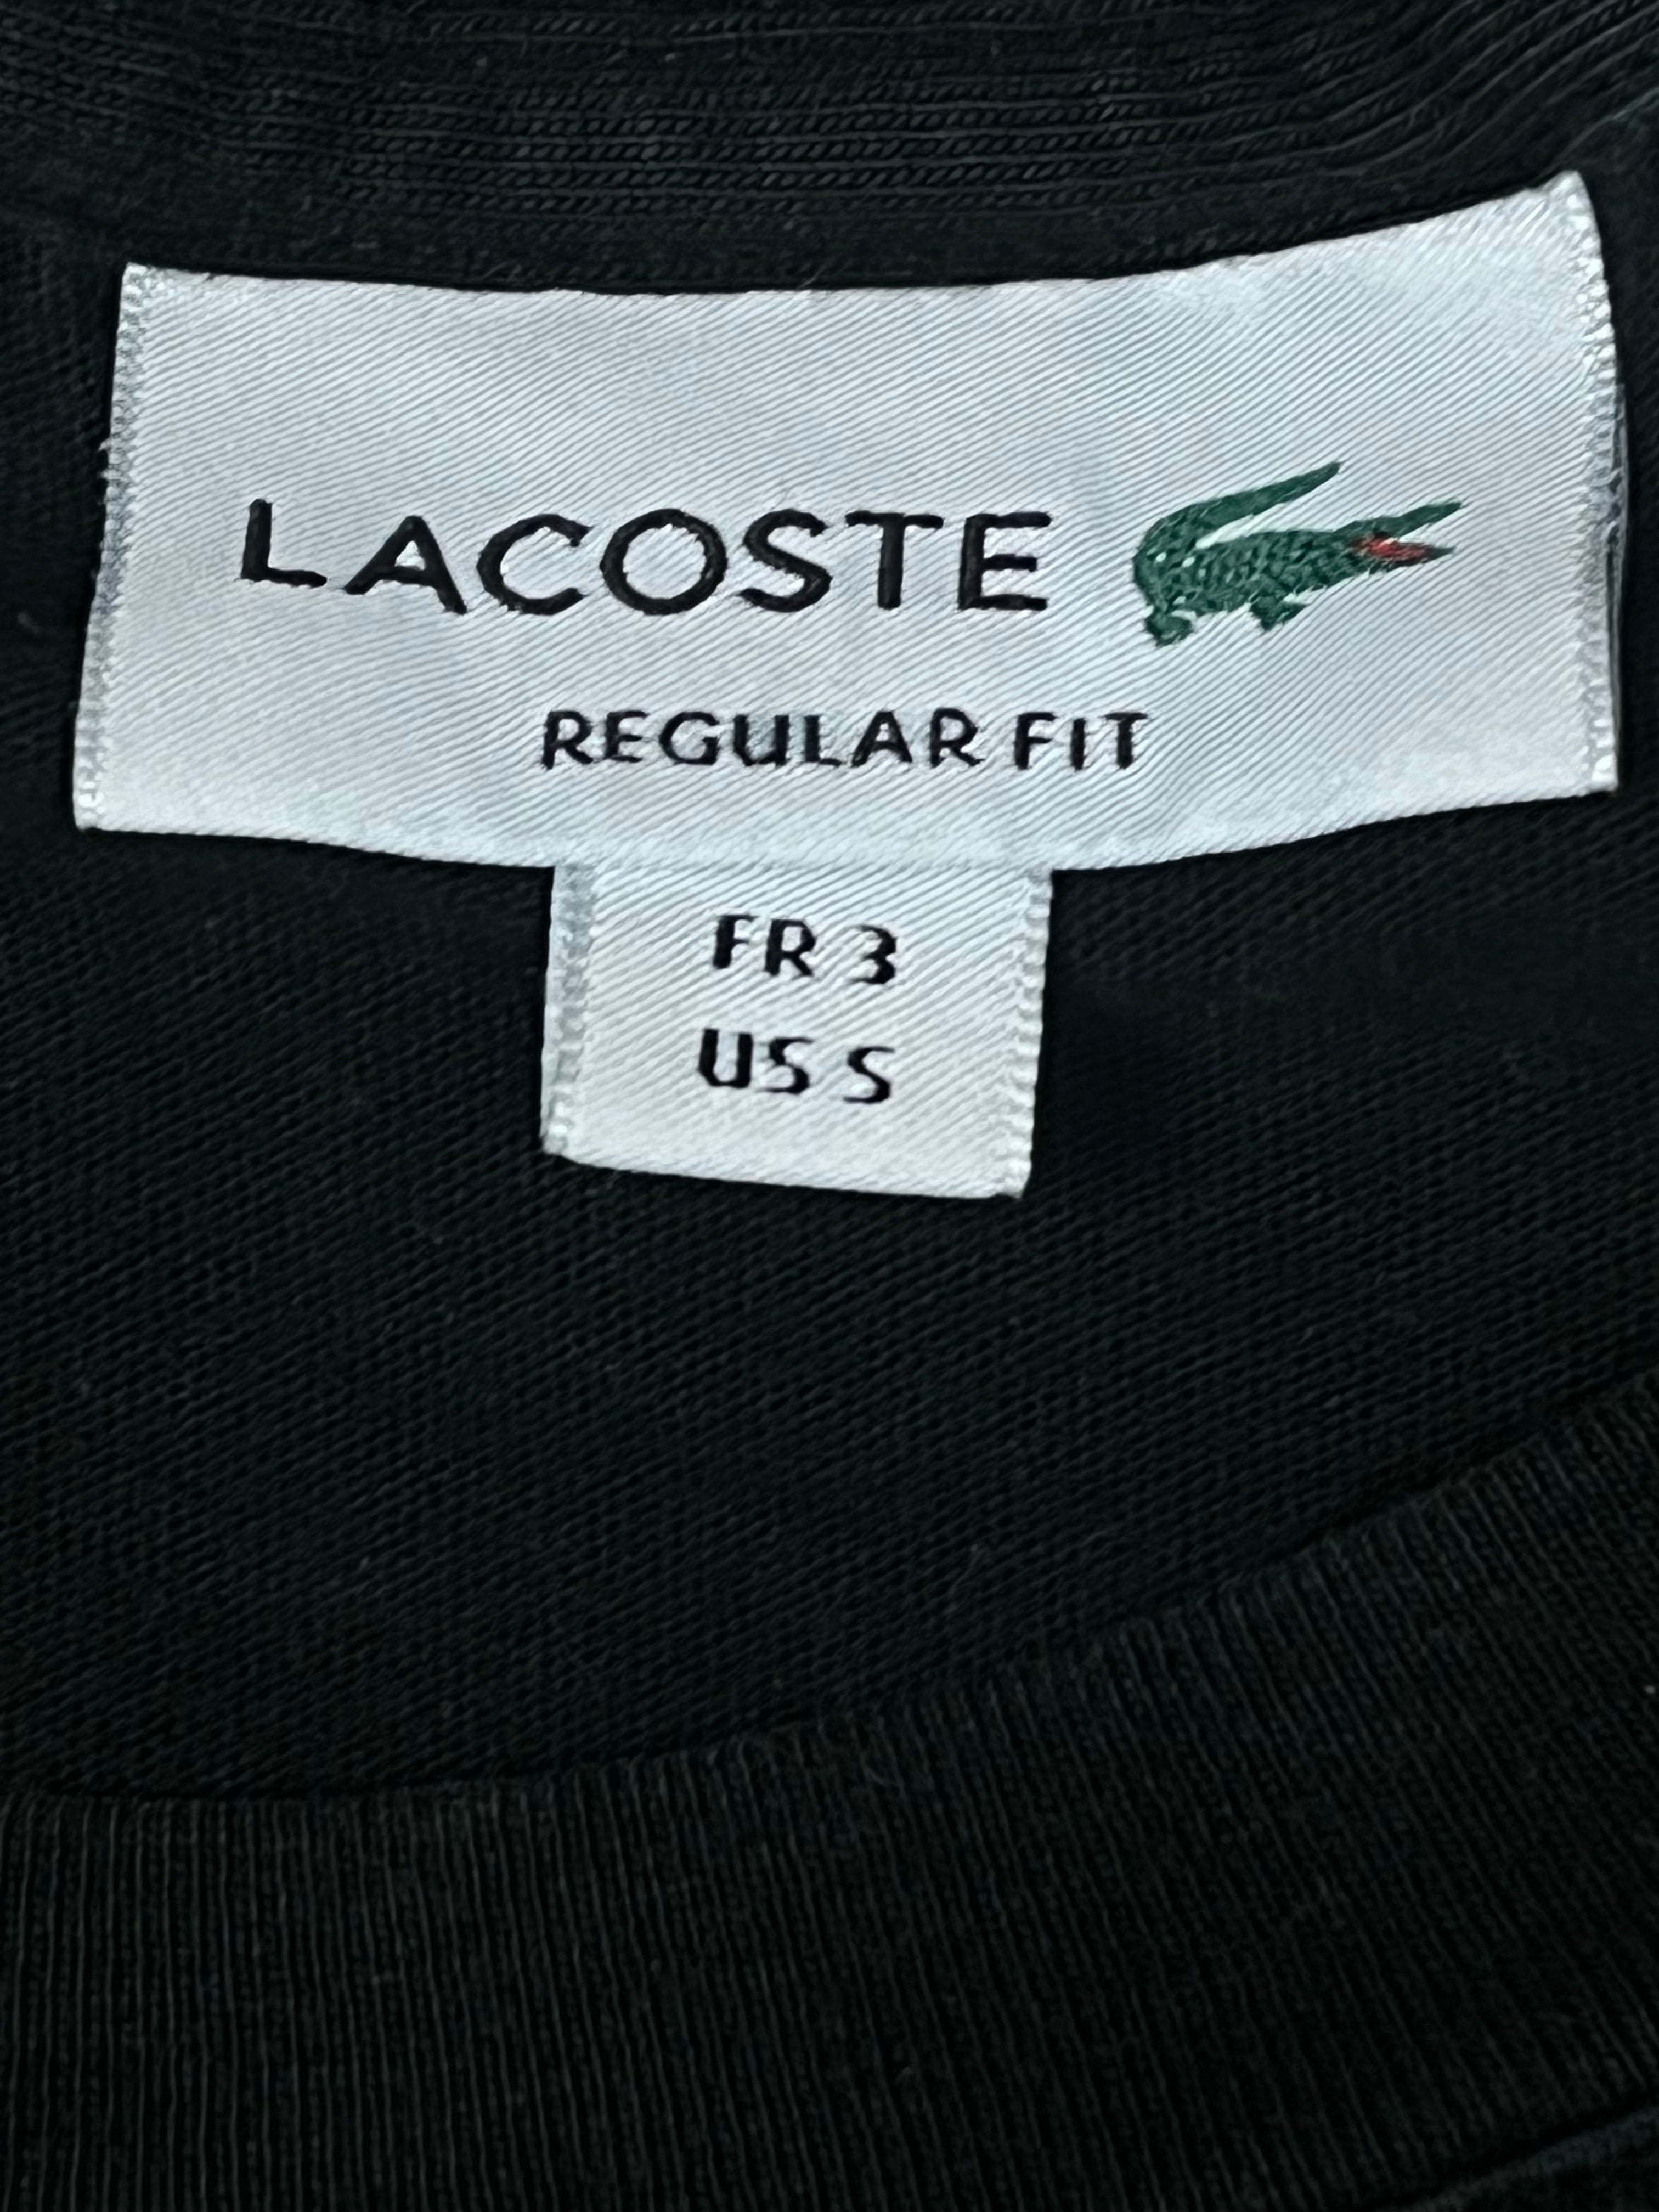 LACOSTE
REGULAR FIT
FR 3
US S